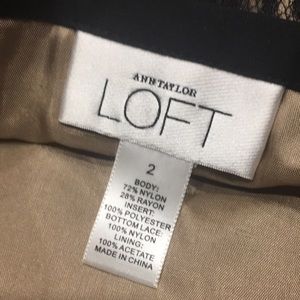 ANN TAYLOR
LOFT
2
BODY:
72% NYLON
28% RAYON
INSERT:
100% POLYESTER
BOTTOM LACE:
100% NYLON
LINING:
100% ACETATE
MADE IN CHINA